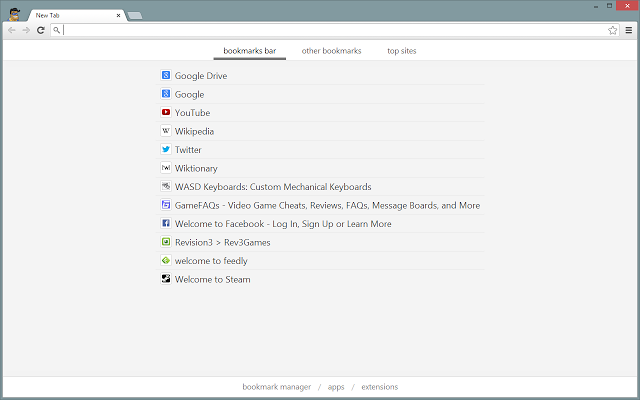 New Tab
bookmarks bar other bookmarks top sites
Google Drive
Google
YouTube
Wikipedia
Twitter
Wiktionary
WASD Keyboards: Custom Mechanical Keyboards
GameFAQs - Video Game Cheats, Reviews, FAQs, Message Boards, and More
Welcome to Facebook - Log In, Sign Up or Learn More
Revision3 > Rev3Games
welcome to feedly
Welcome to Steam
bookmark manager / apps / extensions